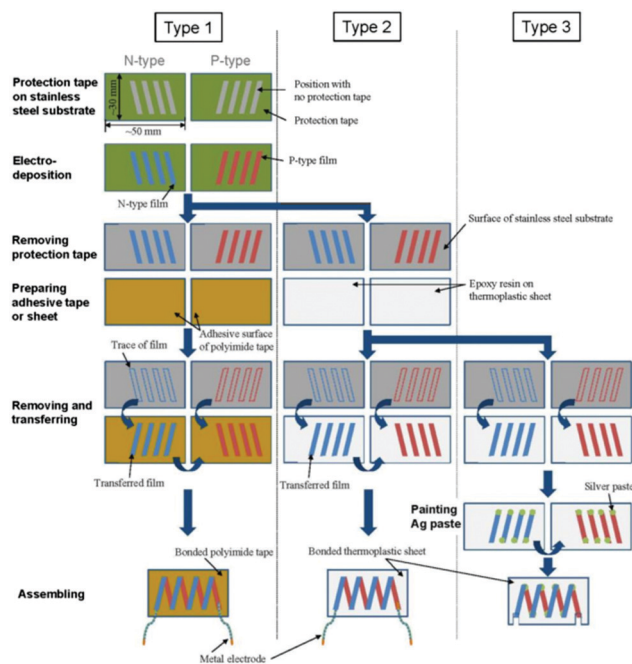 Type 1
Type 2
Type 3
N-type
P-type
Protection tape
on stainless
steel substrate
~30 mm
~50 mm
Position with
no protection tape
Protection tape
Electro-
deposition
P-type film
N-type film
Removing
protection tape
Surface of stainless steel substrate
Preparing
adhesive tape
or sheet
Epoxy resin on
thermoplastic sheet
Adhesive surface
of polyimide tape
Trace of film
Removing and
transferring
Transferred film
Transferred film
Silver paste
Painting
Ag paste
Bonded polyimide tape
Bonded thermoplastic sheet
Assembling
Metal electrode